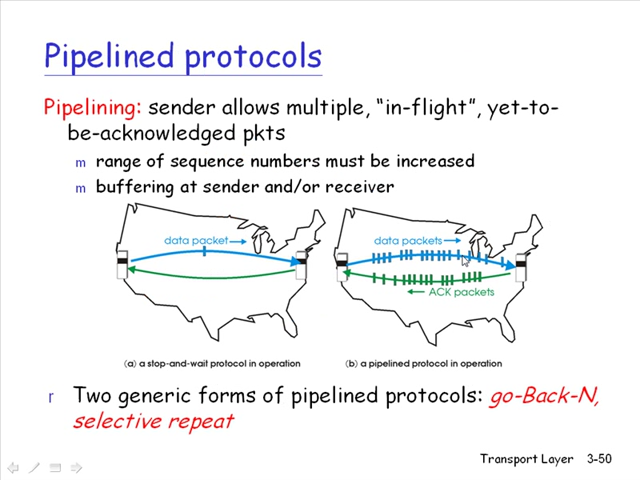 Pipelined protocols
Pipelining: sender allows multiple, “in-flight”, yet-to-
be-acknowledged pkts
m range of sequence numbers must be increased
m buffering at sender and/or receiver
data packet
data packets
ACK packets
(a) a stop-and-wait protocol in operation
(b) a pipelined protocol in operation
r Two generic forms of pipelined protocols: go-Back-N,
selective repeat
Transport Layer 3-50